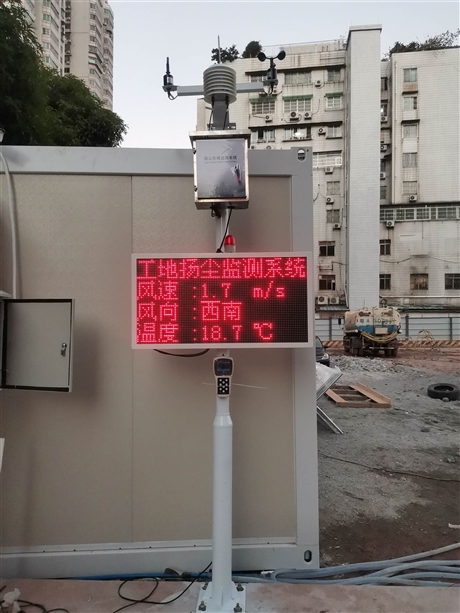 工地扬尘监测系统
风速：1.7 m/s
风向：西南
温度：18.7 ℃